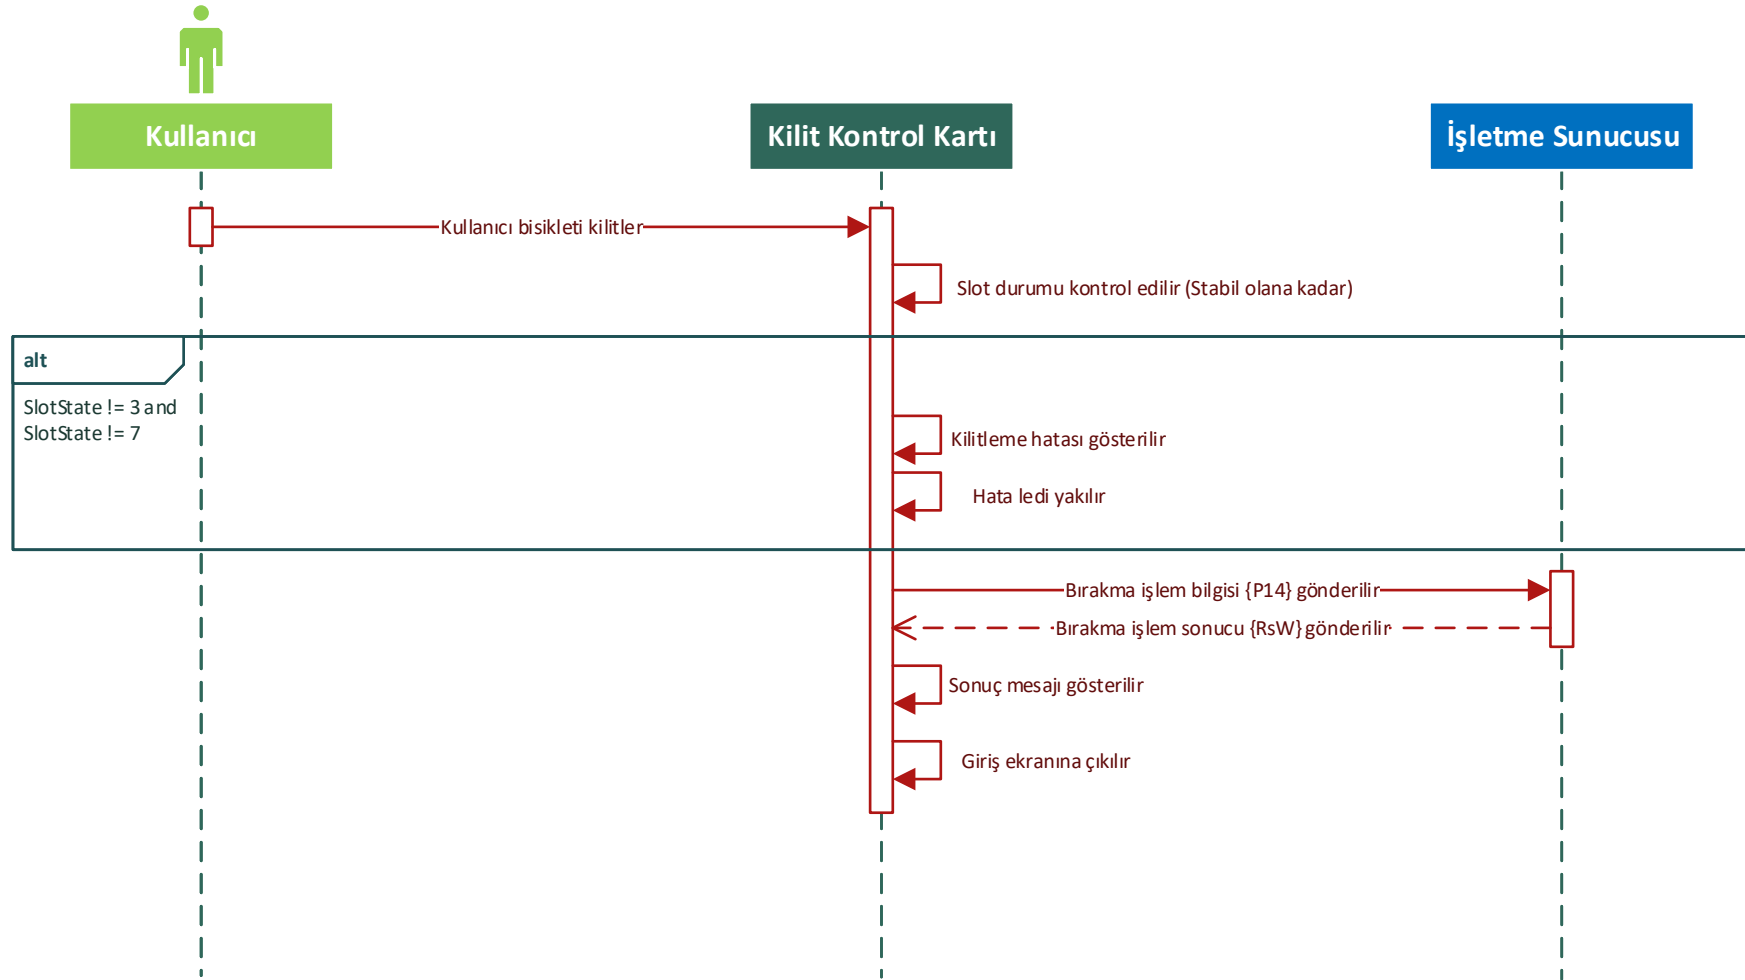 Kullanıcı
Kilit Kontrol Kartı
İşletme Sunucusu
Kullanıcı bisikleti kilitler
Slot durumu kontrol edilir (Stabil olana kadar)
alt
SlotState != 3 and
SlotState != 7
Kilitleme hatası gösterilir
Hata ledi yakılır
Bırakma işlem bilgisi {P14} gönderilir
Bırakma işlem sonucu {RsW} gönderilir
Sonuç mesajı gösterilir
Giriş ekranına çıkılır